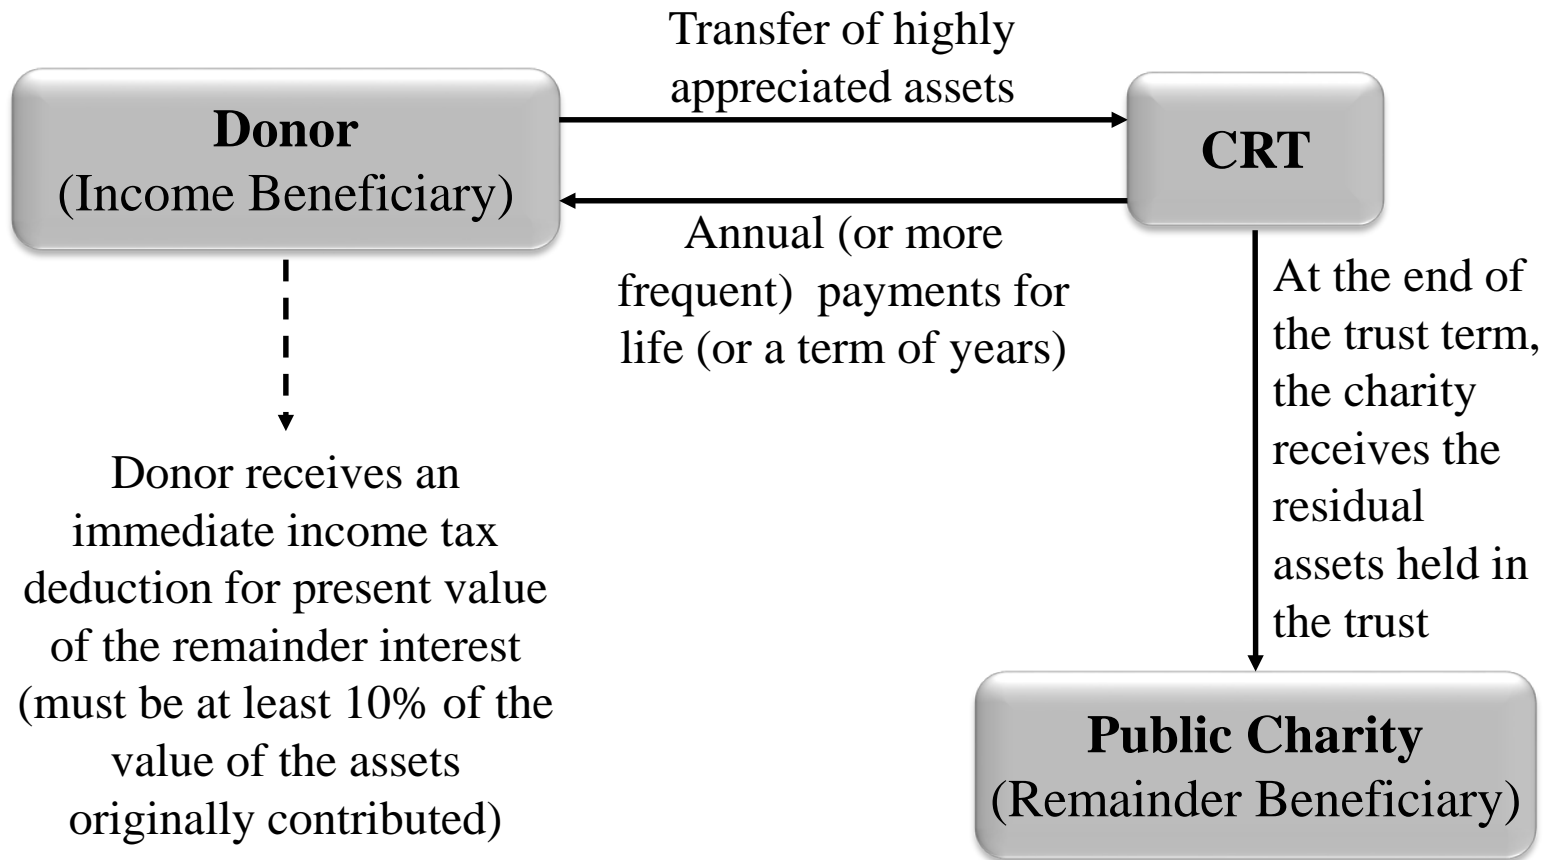 Transfer of highly
appreciated assets
Donor
(Income Beneficiary)
CRT
Annual (or more
frequent)  payments for
life (or a term of years)
At the end of
the trust term,
the charity
receives the
residual
assets held in
the trust
Donor receives an
immediate income tax
deduction for present value
of the remainder interest
(must be at least 10% of the
value of the assets
originally contributed)
Public Charity
(Remainder Beneficiary)